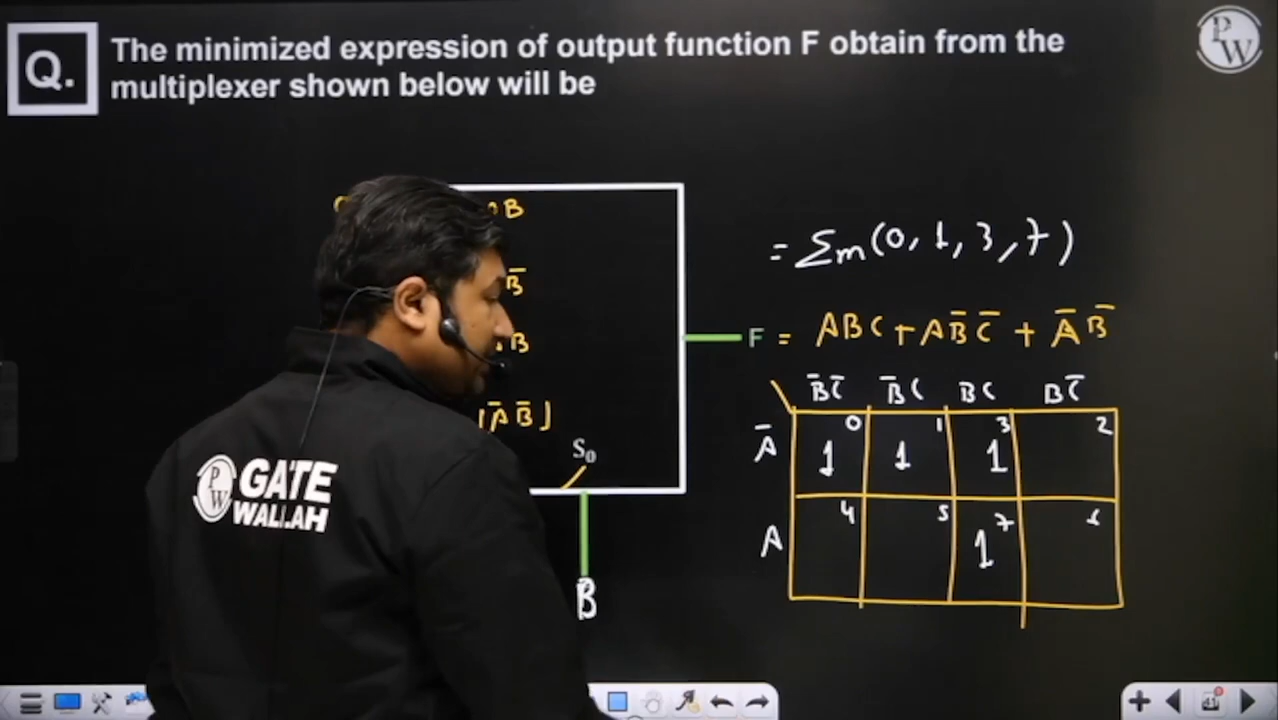 Q.
The minimized expression of output function F obtain from the
multiplexer shown below will be
PW
B
B̅
B
A̅ B̅
S₀
B
= Σm(0, 1, 3, 7)
F = ABC + AB̅C̅ + A̅ B̅
B̅C̅ B̅C BC BC̅
A̅ 1 0 1 1 1 3 2
A 4 5 1 7 6
PW GATE
WALLAH